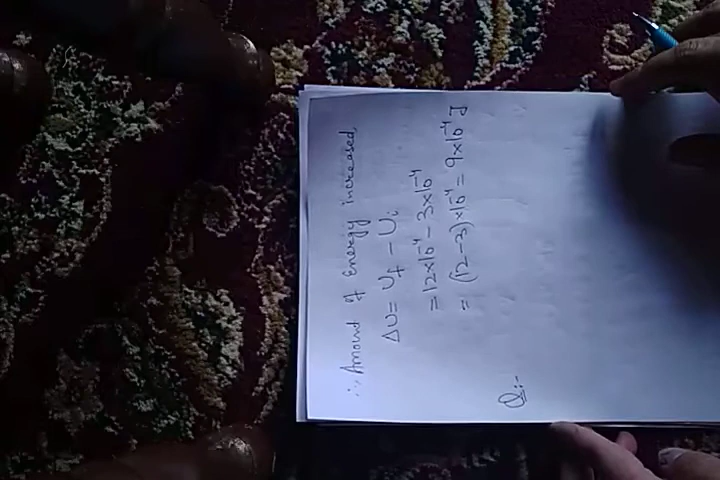 ∴ Amount of Energy increased,
ΔU = U_f − U_i
= 12×10⁻⁴ − 3×10⁻⁴
= (12−3)×10⁻⁴ = 9×10⁻⁴ J
Q:-